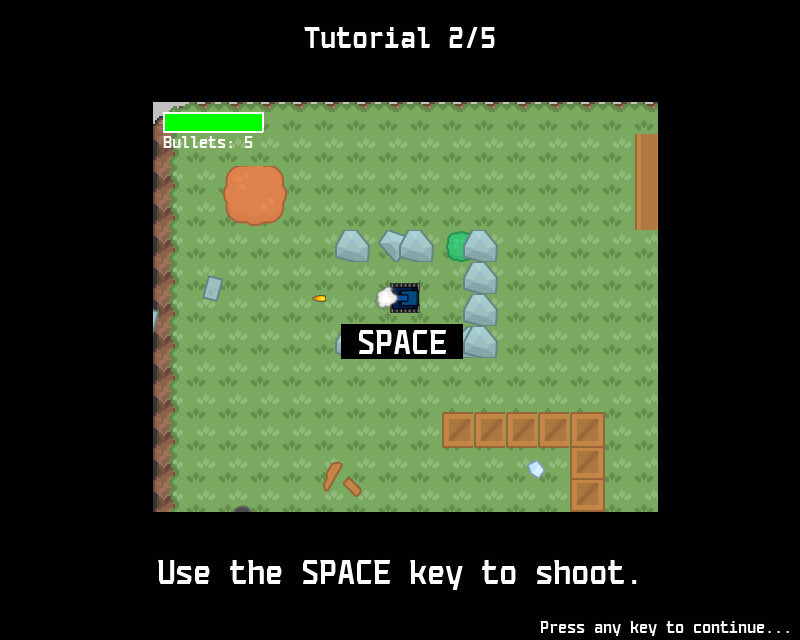 Tutorial 2/5
Bullets: 5
SPACE
Use the SPACE key to shoot.
Press any key to continue...